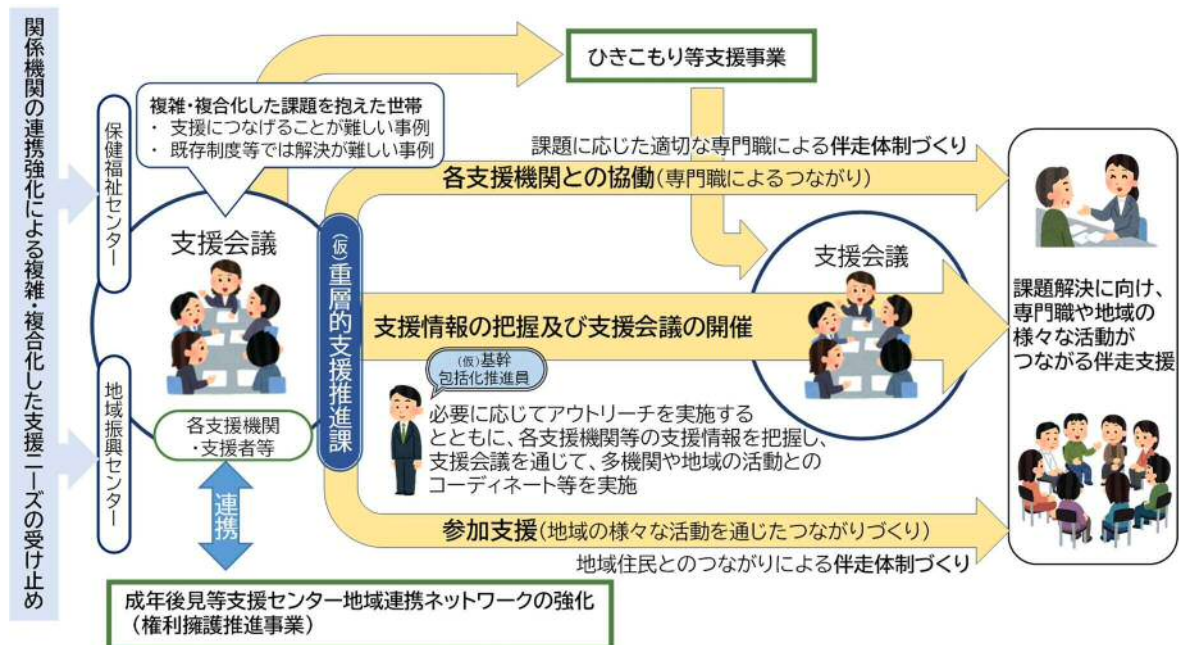 関係機関の連携強化による複雑・複合化した支援ニーズの受け止め
保健福祉センター
地域振興センター
複雑・複合化した課題を抱えた世帯
・ 支援につなげることが難しい事例
・ 既存制度等では解決が難しい事例
支援会議
各支援機関
・支援者等
連携
成年後見等支援センター地域連携ネットワークの強化
（権利擁護推進事業）
（仮）重層的支援推進課
ひきこもり等支援事業
課題に応じた適切な専門職による伴走体制づくり
各支援機関との協働（専門職によるつながり）
支援情報の把握及び支援会議の開催
（仮）基幹
包括化推進員
必要に応じてアウトリーチを実施する
とともに、各支援機関等の支援情報を把握し、
支援会議を通じて、多機関や地域の活動との
コーディネート等を実施
参加支援（地域の様々な活動を通じたつながりづくり）
地域住民とのつながりによる伴走体制づくり
支援会議
課題解決に向け、
専門職や地域の
様々な活動が
つながる伴走支援